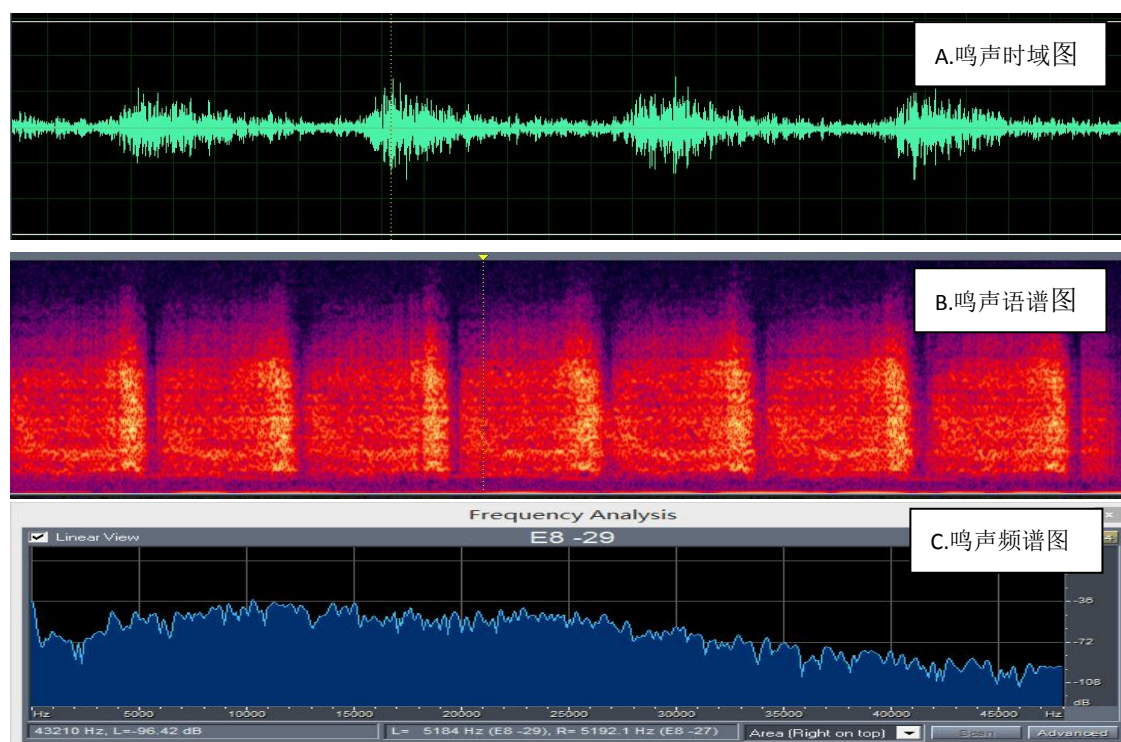 A.鸣声时域图
B.鸣声语谱图
Frequency Analysis
Linear View
E8 -29
C.鸣声频谱图
-36
-72
-108
dB
Hz 5000 10000 15000 20000 25000 30000 35000 40000 45000 Hz
43210 Hz, L=-96.42 dB
L= 5184 Hz (E8 -29), R= 5192.1 Hz (E8 -27)
Area (Right on top)
Scan
Advanced